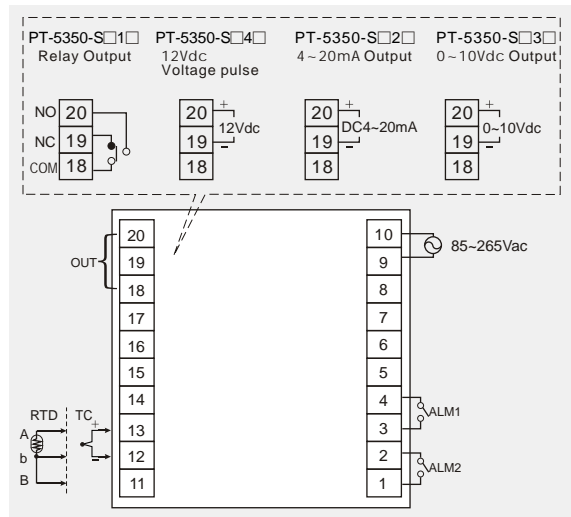 PT-5350-S□1□ PT-5350-S□4□ PT-5350-S□2□ PT-5350-S□3□
Relay Output 12Vdc 4~20mA Output 0~10Vdc Output
Voltage pulse
NO 20 20 + 20 + 20 +
12Vdc DC4~20mA 0~10Vdc
NC 19 19 - 19 - 19 -
COM 18 18 18 18
20 10
85~265Vac
OUT 19 9
18 8
17 7
16 6
15 5
14 4
ALM1
RTD TC + 13 3
A
b - 12 2
ALM2
B 11 1